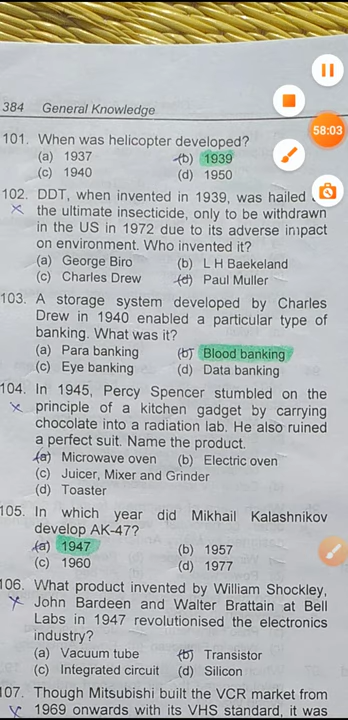 58:03
384 General Knowledge
101. When was helicopter developed?
(a) 1937 (b) 1939
(c) 1940 (d) 1950
102. DDT, when invented in 1939, was hailed
the ultimate insecticide, only to be withdrawn
in the US in 1972 due to its adverse impact
on environment. Who invented it?
(a) George Biro (b) L H Baekeland
(c) Charles Drew (d) Paul Muller
103. A storage system developed by Charles
Drew in 1940 enabled a particular type of
banking. What was it?
(a) Para banking (b) Blood banking
(c) Eye banking (d) Data banking
104. In 1945, Percy Spencer stumbled on the
principle of a kitchen gadget by carrying
chocolate into a radiation lab. He also ruined
a perfect suit. Name the product.
(a) Microwave oven (b) Electric oven
(c) Juicer, Mixer and Grinder
(d) Toaster
105. In which year did Mikhail Kalashnikov
develop AK-47?
(a) 1947 (b) 1957
(c) 1960 (d) 1977
106. What product invented by William Shockley,
John Bardeen and Walter Brattain at Bell
Labs in 1947 revolutionised the electronics
industry?
(a) Vacuum tube (b) Transistor
(c) Integrated circuit (d) Silicon
107. Though Mitsubishi built the VCR market from
1969 onwards with its VHS standard, it was